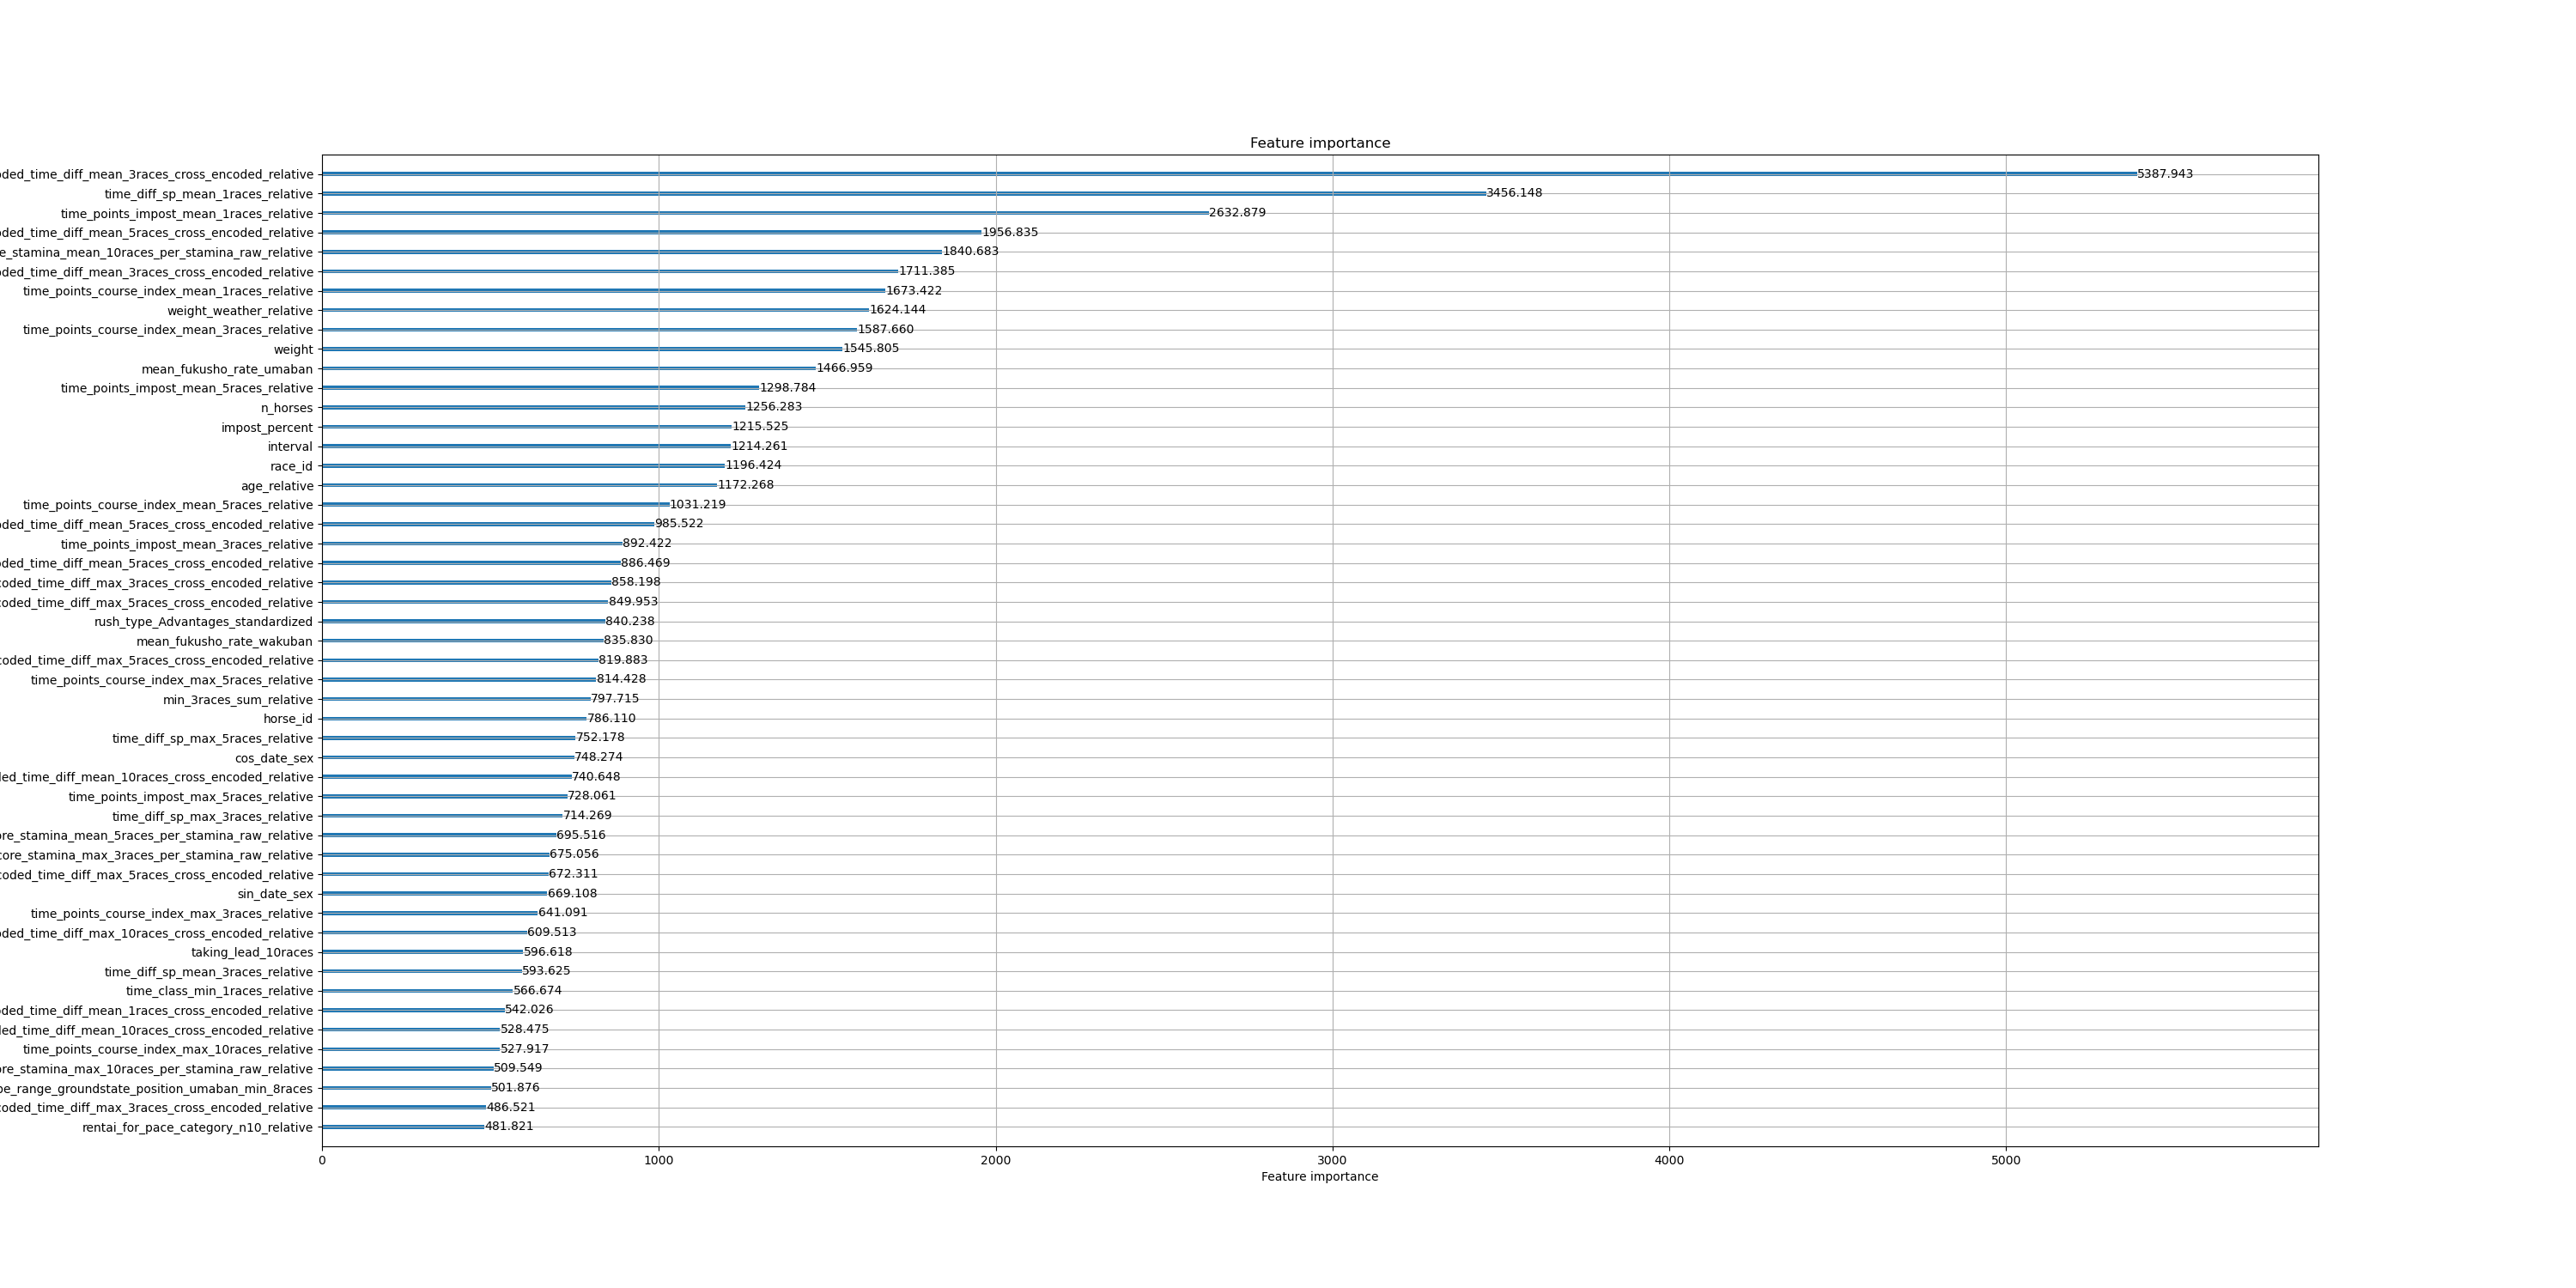 Feature importance
oded_time_diff_mean_3races_cross_encoded_relative 5387.943
time_diff_sp_mean_1races_relative 3456.148
time_points_impost_mean_1races_relative 2632.879
oded_time_diff_mean_5races_cross_encoded_relative 1956.835
e_stamina_mean_10races_per_stamina_raw_relative 1840.683
oded_time_diff_mean_3races_cross_encoded_relative 1711.385
time_points_course_index_mean_1races_relative 1673.422
weight_weather_relative 1624.144
time_points_course_index_mean_3races_relative 1587.660
weight 1545.805
mean_fukusho_rate_umaban 1466.959
time_points_impost_mean_5races_relative 1298.784
n_horses 1256.283
impost_percent 1215.525
interval 1214.261
race_id 1196.424
age_relative 1172.268
time_points_course_index_mean_5races_relative 1031.219
oded_time_diff_mean_5races_cross_encoded_relative 985.522
time_points_impost_mean_3races_relative 892.422
oded_time_diff_mean_5races_cross_encoded_relative 886.469
coded_time_diff_max_3races_cross_encoded_relative 858.198
coded_time_diff_max_5races_cross_encoded_relative 849.953
rush_type_Advantages_standardized 840.238
mean_fukusho_rate_wakuban 835.830
coded_time_diff_max_5races_cross_encoded_relative 819.883
time_points_course_index_max_5races_relative 814.428
min_3races_sum_relative 797.715
horse_id 786.110
time_diff_sp_max_5races_relative 752.178
cos_date_sex 748.274
ded_time_diff_mean_10races_cross_encoded_relative 740.648
time_points_impost_max_5races_relative 728.061
time_diff_sp_max_3races_relative 714.269
ore_stamina_mean_5races_per_stamina_raw_relative 695.516
core_stamina_max_3races_per_stamina_raw_relative 675.056
coded_time_diff_max_5races_cross_encoded_relative 672.311
sin_date_sex 669.108
time_points_course_index_max_3races_relative 641.091
oded_time_diff_max_10races_cross_encoded_relative 609.513
taking_lead_10races 596.618
time_diff_sp_mean_3races_relative 593.625
time_class_min_1races_relative 566.674
oded_time_diff_mean_1races_cross_encoded_relative 542.026
ded_time_diff_mean_10races_cross_encoded_relative 528.475
time_points_course_index_max_10races_relative 527.917
ore_stamina_max_10races_per_stamina_raw_relative 509.549
pe_range_groundstate_position_umaban_min_8races 501.876
coded_time_diff_max_3races_cross_encoded_relative 486.521
rentai_for_pace_category_n10_relative 481.821
0 1000 2000 3000 4000 5000
Feature importance